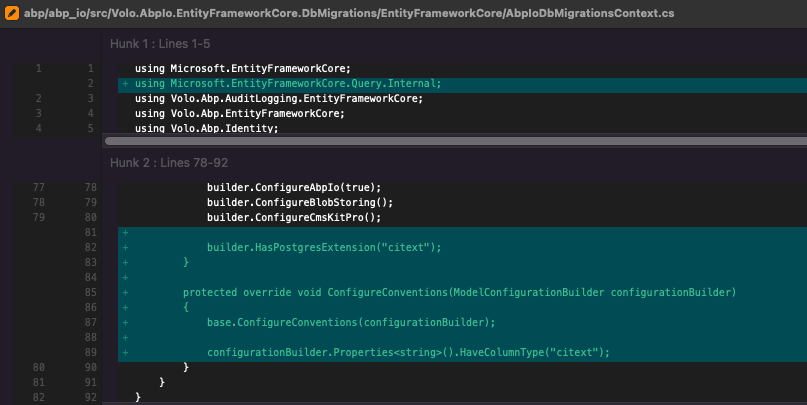 abp/abp_io/src/Volo.AbpIo.EntityFrameworkCore.DbMigrations/EntityFrameworkCore/AbpIoDbMigrationsContext.cs
Hunk 1 : Lines 1-5
1 1 using Microsoft.EntityFrameworkCore;
2 + using Microsoft.EntityFrameworkCore.Query.Internal;
2 3 using Volo.Abp.AuditLogging.EntityFrameworkCore;
3 4 using Volo.Abp.EntityFrameworkCore;
4 5 using Volo.Abp.Identity;
Hunk 2 : Lines 78-92
77 78 builder.ConfigureAbpIo(true);
78 79 builder.ConfigureBlobStoring();
79 80 builder.ConfigureCmsKitPro();
81 +
82 + builder.HasPostgresExtension("citext");
83 + }
84 +
85 + protected override void ConfigureConventions(ModelConfigurationBuilder configurationBuilder)
86 + {
87 + base.ConfigureConventions(configurationBuilder);
88 +
89 + configurationBuilder.Properties<string>().HaveColumnType("citext");
80 90 }
81 91 }
82 92 }